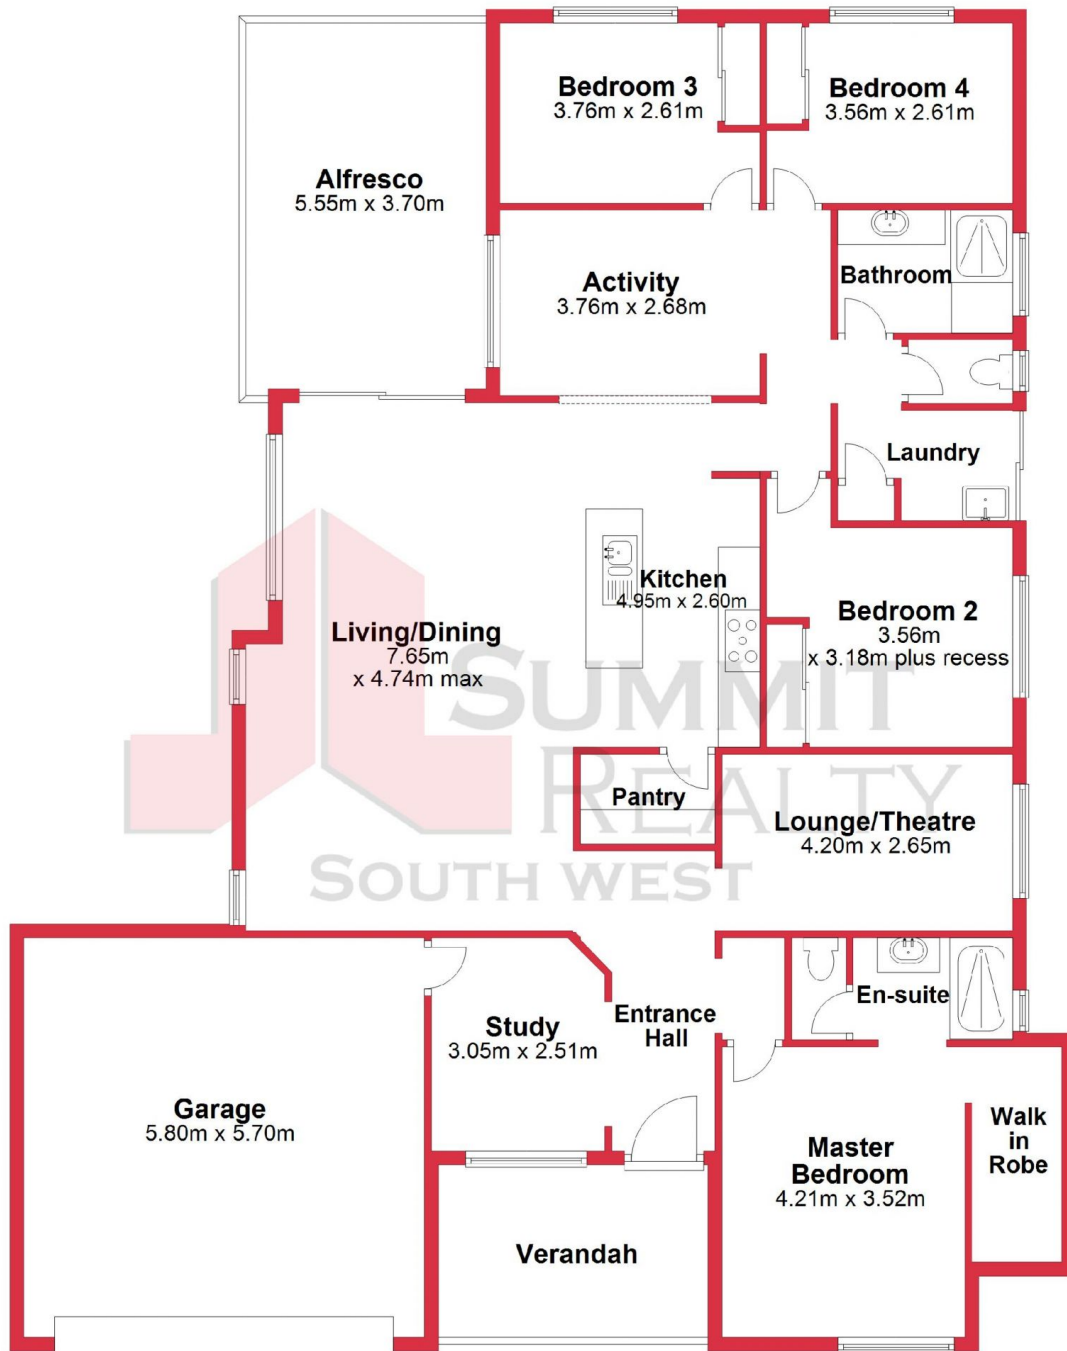 Bedroom 3
3.76m x 2.61m
Bedroom 4
3.56m x 2.61m
Alfresco
5.55m x 3.70m
Activity
3.76m x 2.68m
Bathroom
Laundry
Kitchen
4.95m x 2.60m
Living/Dining
7.65m
x 4.74m max
Bedroom 2
3.56m
x 3.18m plus recess
SUMMIT
REALTY
SOUTH WEST
Pantry
Lounge/Theatre
4.20m x 2.65m
En-suite
Study
3.05m x 2.51m
Entrance
Hall
Garage
5.80m x 5.70m
Master
Bedroom
4.21m x 3.52m
Walk
in
Robe
Verandah